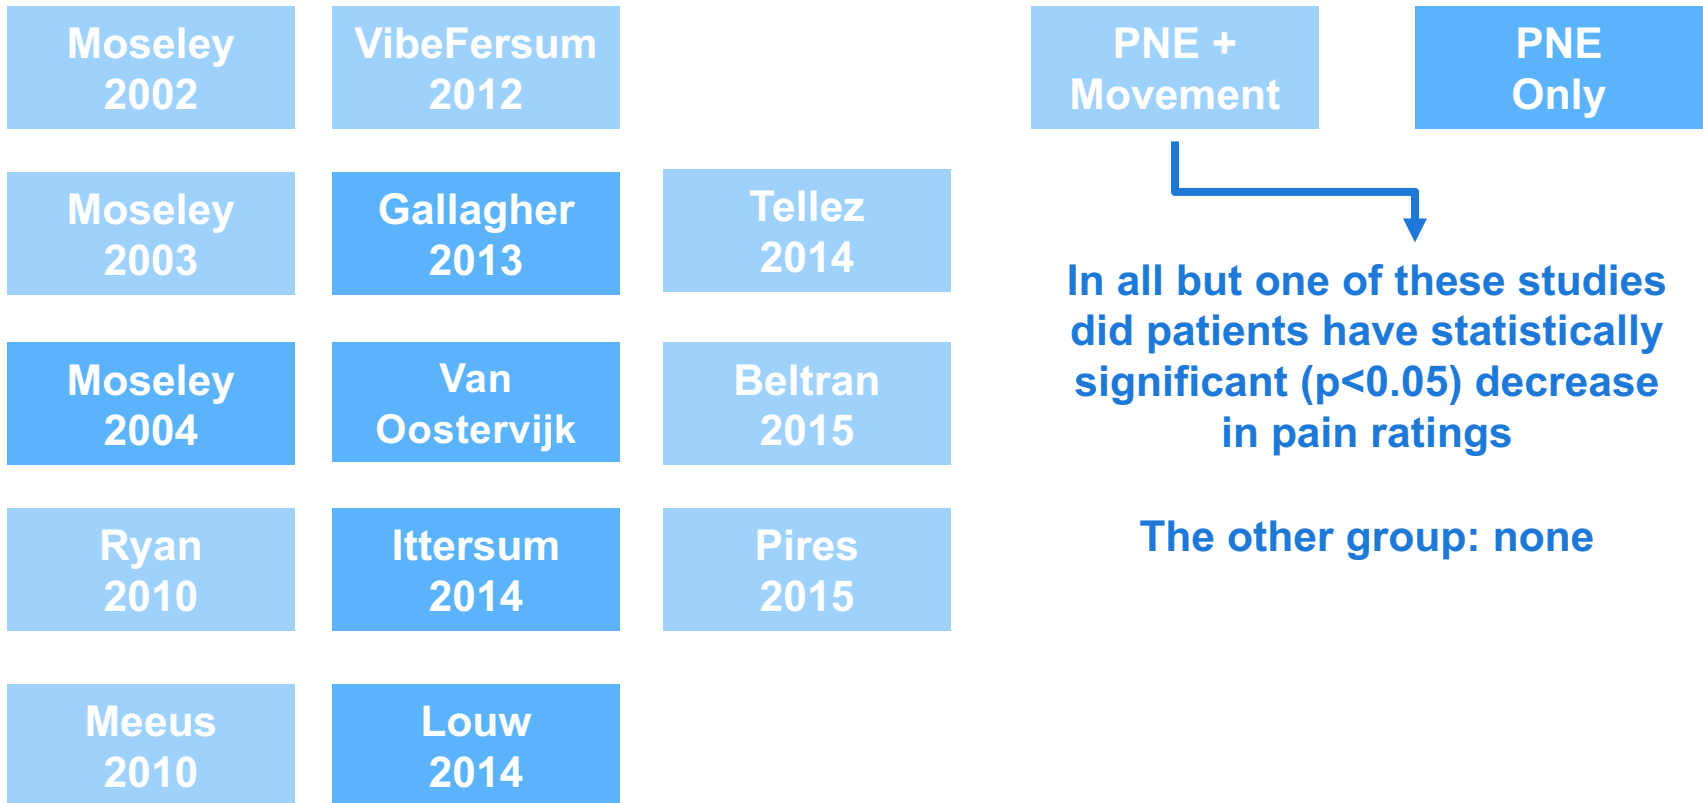 Moseley
2002
VibeFersum
2012
PNE +
Movement
PNE
Only
Moseley
2003
Gallagher
2013
Tellez
2014
In all but one of these studies
did patients have statistically
significant (p<0.05) decrease
in pain ratings
The other group: none
Moseley
2004
Van
Oostervijk
Beltran
2015
Ryan
2010
Ittersum
2014
Pires
2015
Meeus
2010
Louw
2014